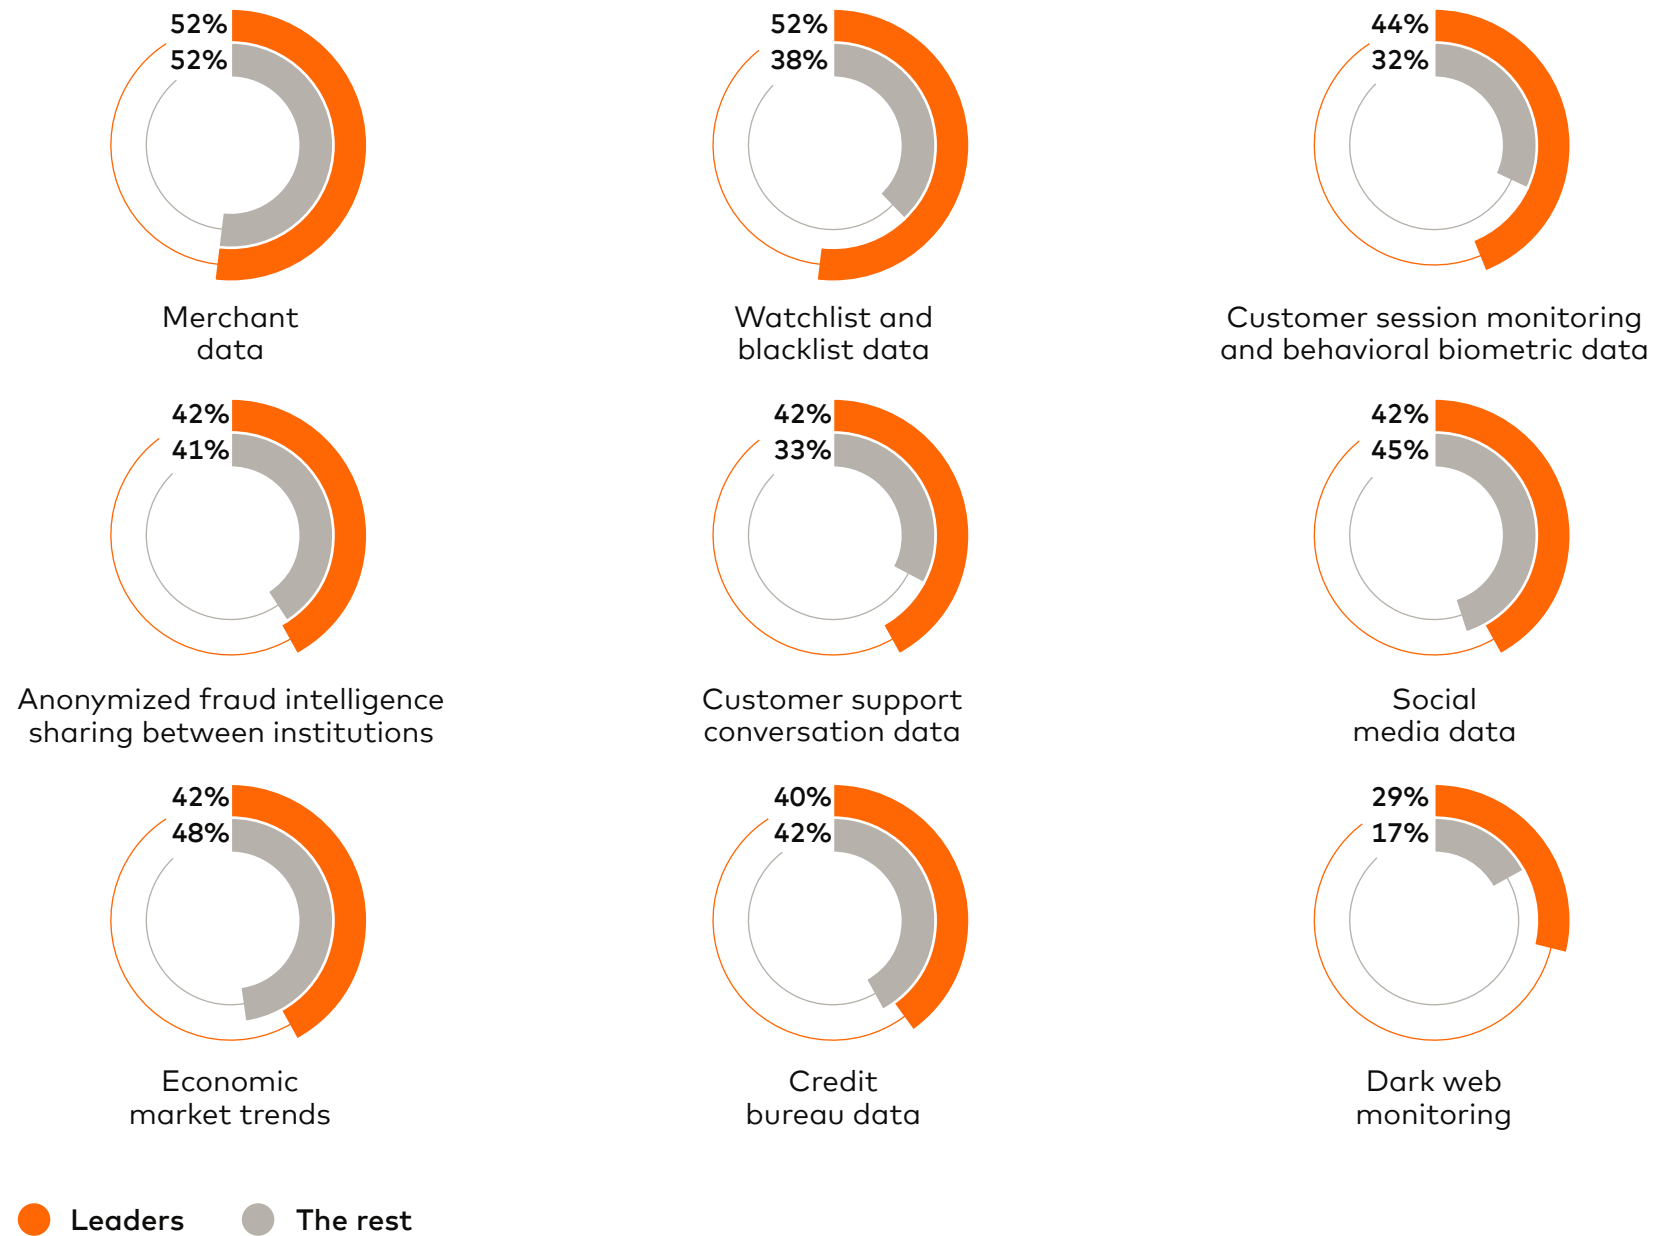 52%
52%
Merchant
data
52%
38%
Watchlist and
blacklist data
44%
32%
Customer session monitoring
and behavioral biometric data
42%
41%
Anonymized fraud intelligence
sharing between institutions
42%
33%
Customer support
conversation data
42%
45%
Social
media data
42%
48%
Economic
market trends
40%
42%
Credit
bureau data
29%
17%
Dark web
monitoring
Leaders
The rest